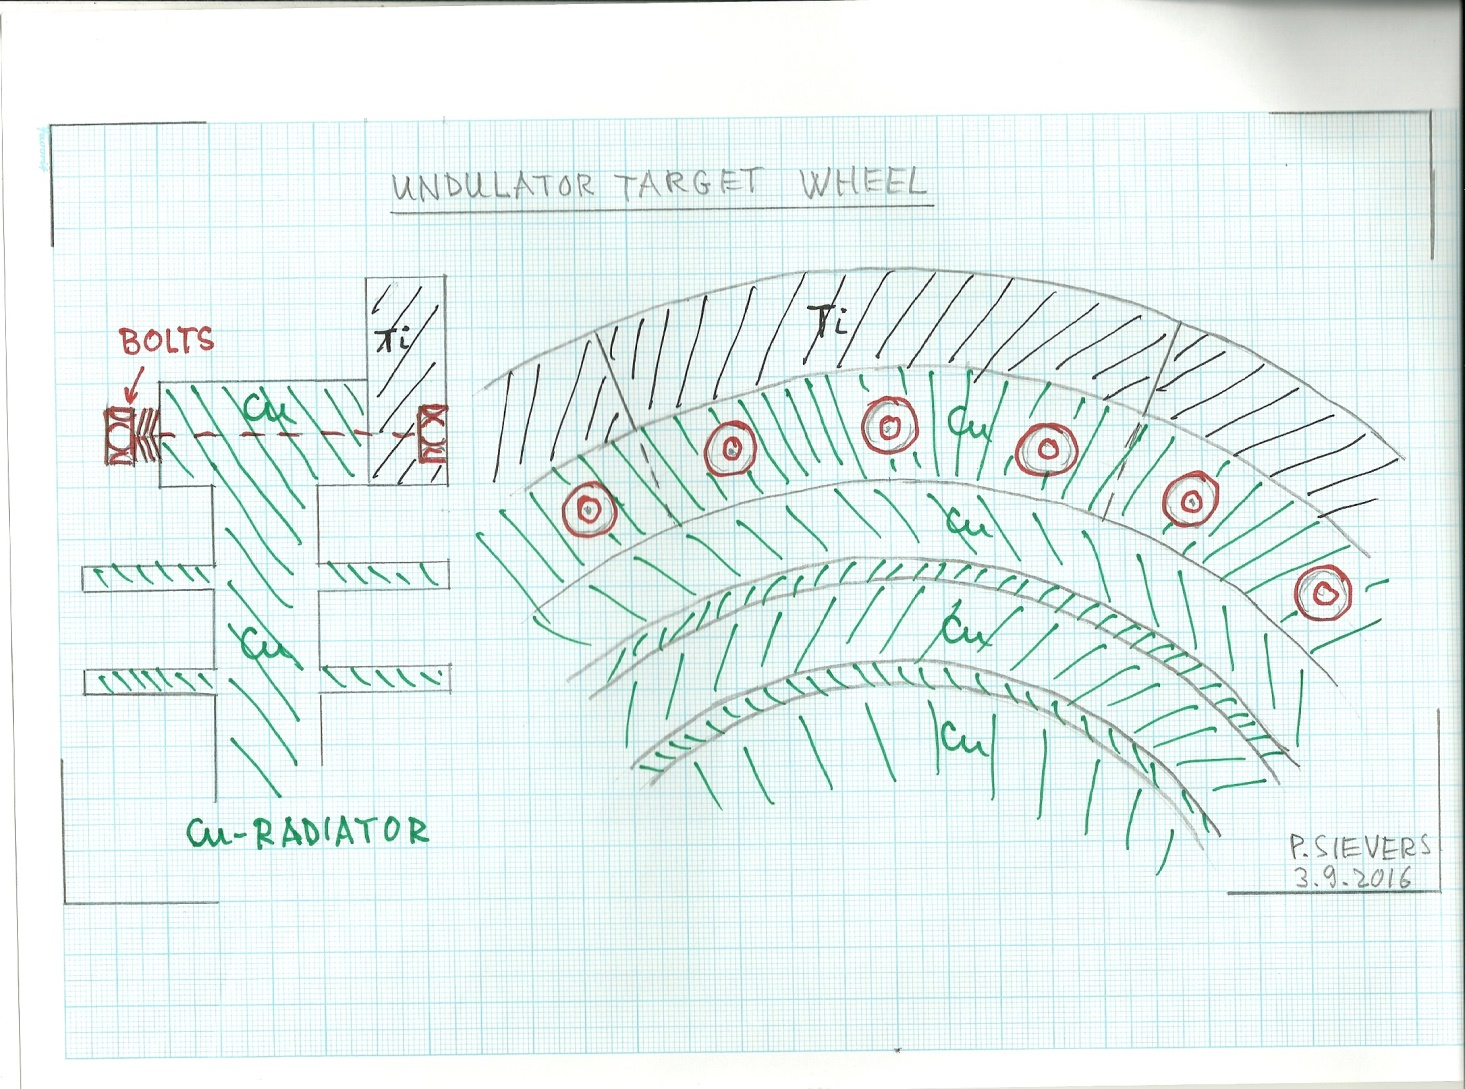 UNDULATOR TARGET WHEEL
BOLTS
Ti
Ti
Cu
Cu
Cu
Cu
Cu
Cu
Cu-RADIATOR
P. SIEVERS
3.9.2016